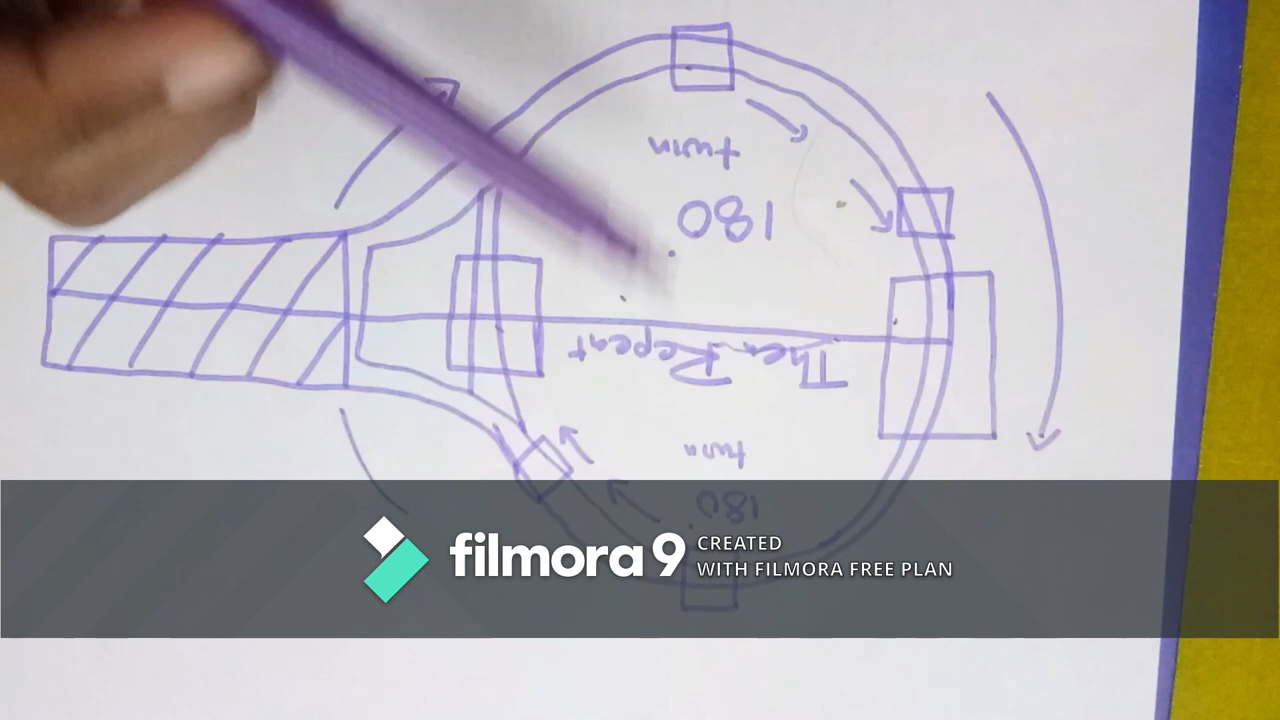 180
turn
Then Repeat
180
turn
filmora9
CREATED
WITH FILMORA FREE PLAN